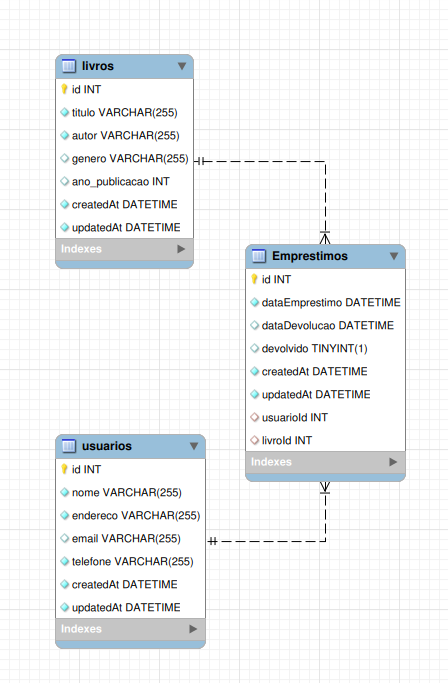 livros
id INT
titulo VARCHAR(255)
autor VARCHAR(255)
genero VARCHAR(255)
ano_publicacao INT
createdAt DATETIME
updatedAt DATETIME
Indexes
Emprestimos
id INT
dataEmprestimo DATETIME
dataDevolucao DATETIME
devolvido TINYINT(1)
createdAt DATETIME
updatedAt DATETIME
usuarioId INT
livroId INT
Indexes
usuarios
id INT
nome VARCHAR(255)
endereco VARCHAR(255)
email VARCHAR(255)
telefone VARCHAR(255)
createdAt DATETIME
updatedAt DATETIME
Indexes